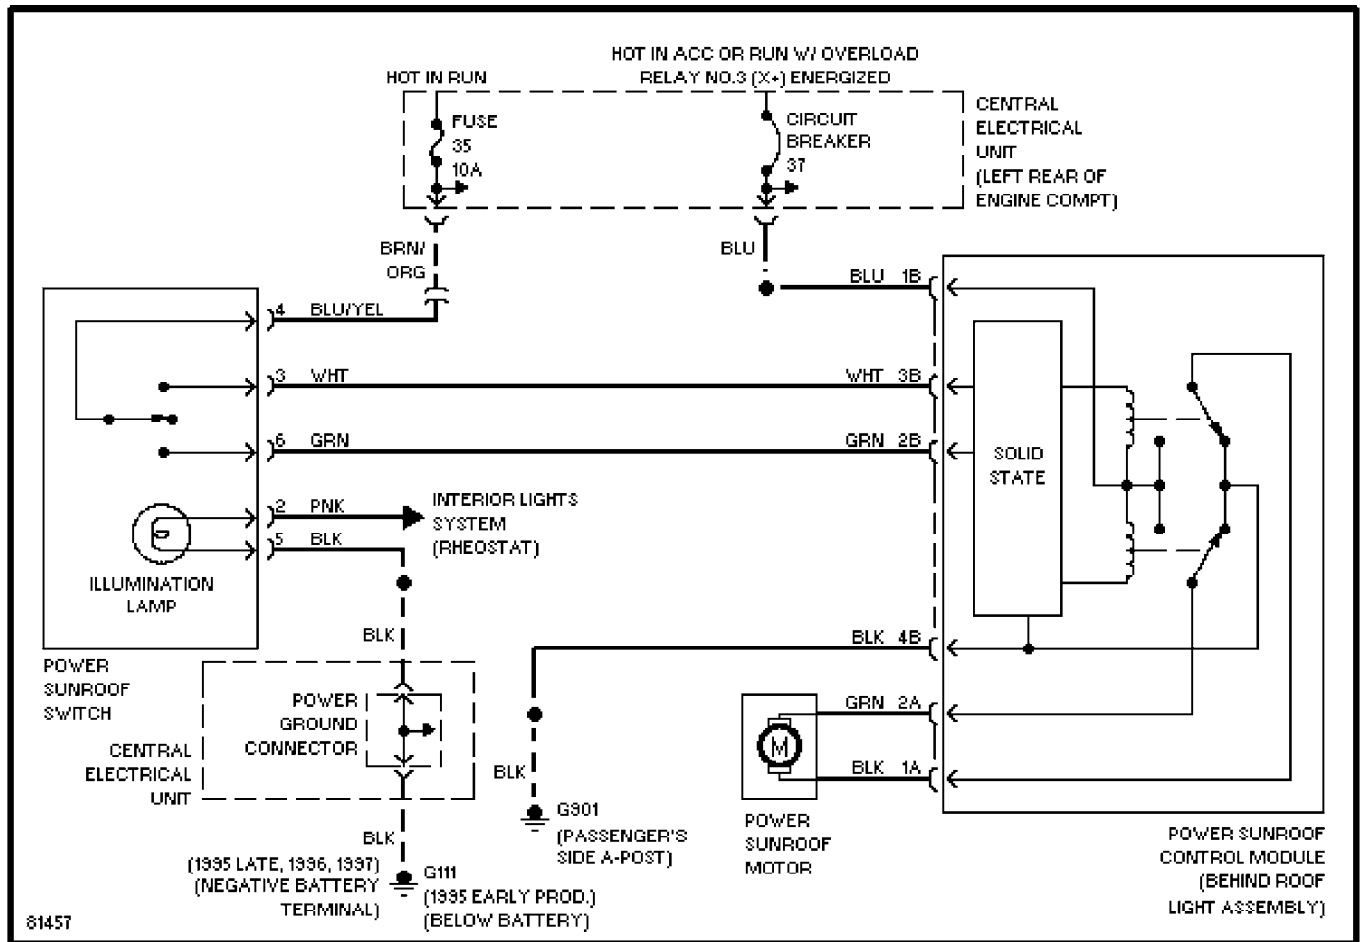 HOT IN RUN
HOT IN ACC OR RUN W/ OVERLOAD
RELAY NO.3 (X+) ENERGIZED
FUSE
35
10A
CIRCUIT
BREAKER
37
CENTRAL
ELECTRICAL
UNIT
(LEFT REAR OF
ENGINE COMPT)
BRN/
ORG
BLU
BLU 1B
4 BLU/YEL
3 WHT
WHT 3B
6 GRN
GRN 2B
SOLID
STATE
2 PNK
INTERIOR LIGHTS
SYSTEM
(RHEOSTAT)
5 BLK
ILLUMINATION
LAMP
BLK
BLK 4B
POWER
SUNROOF
SWITCH
POWER
GROUND
CONNECTOR
CENTRAL
ELECTRICAL
UNIT
GRN 2A
M
BLK 1A
BLK
G901
(PASSENGER'S
SIDE A-POST)
POWER
SUNROOF
MOTOR
POWER SUNROOF
CONTROL MODULE
(BEHIND ROOF
LIGHT ASSEMBLY)
BLK
(1995 LATE, 1996, 1997)
(NEGATIVE BATTERY
TERMINAL)
G111
(1995 EARLY PROD.)
(BELOW BATTERY)
81457